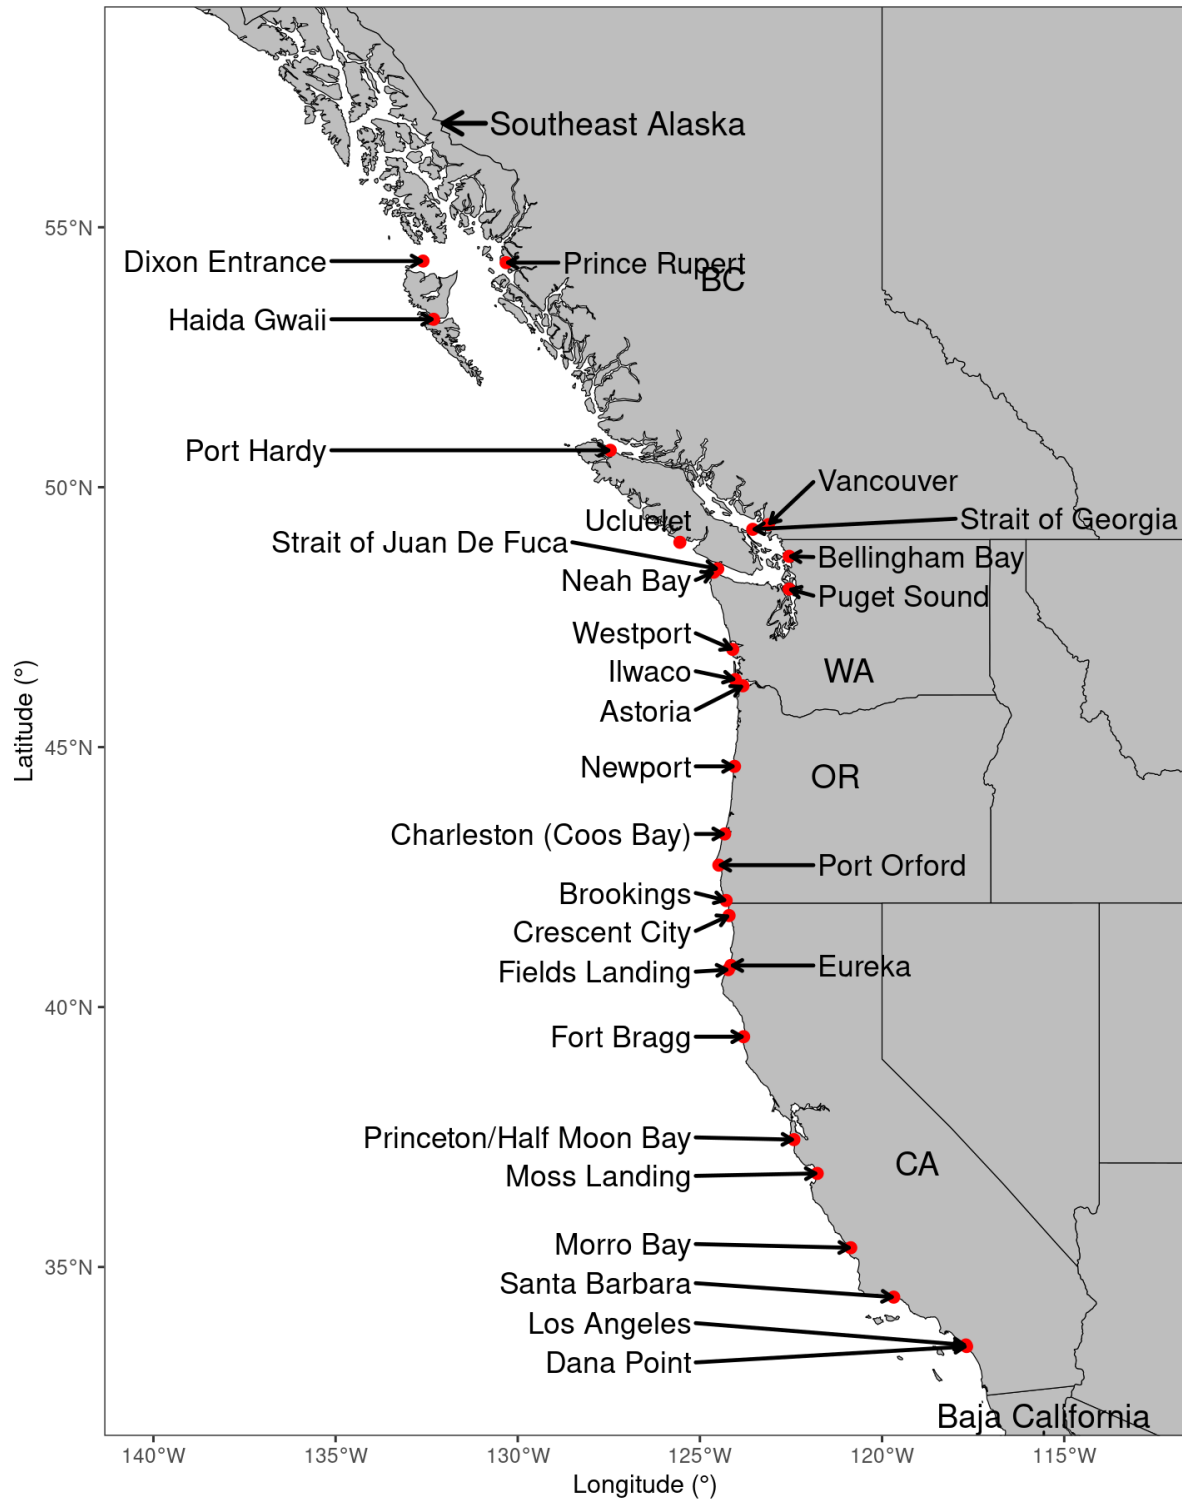 Southeast Alaska
55°N
Dixon Entrance
Prince Rupert
BC
Haida Gwaii
Port Hardy
50°N
Vancouver
Ucluelet
Strait of Georgia
Strait of Juan De Fuca
Bellingham Bay
Neah Bay
Puget Sound
Westport
Ilwaco
WA
Astoria
45°N
Latitude (°)
Newport
OR
Charleston (Coos Bay)
Port Orford
Brookings
Crescent City
Fields Landing
Eureka
40°N
Fort Bragg
Princeton/Half Moon Bay
CA
Moss Landing
Morro Bay
35°N
Santa Barbara
Los Angeles
Dana Point
Baja California
140°W 135°W 130°W 125°W 120°W 115°W
Longitude (°)